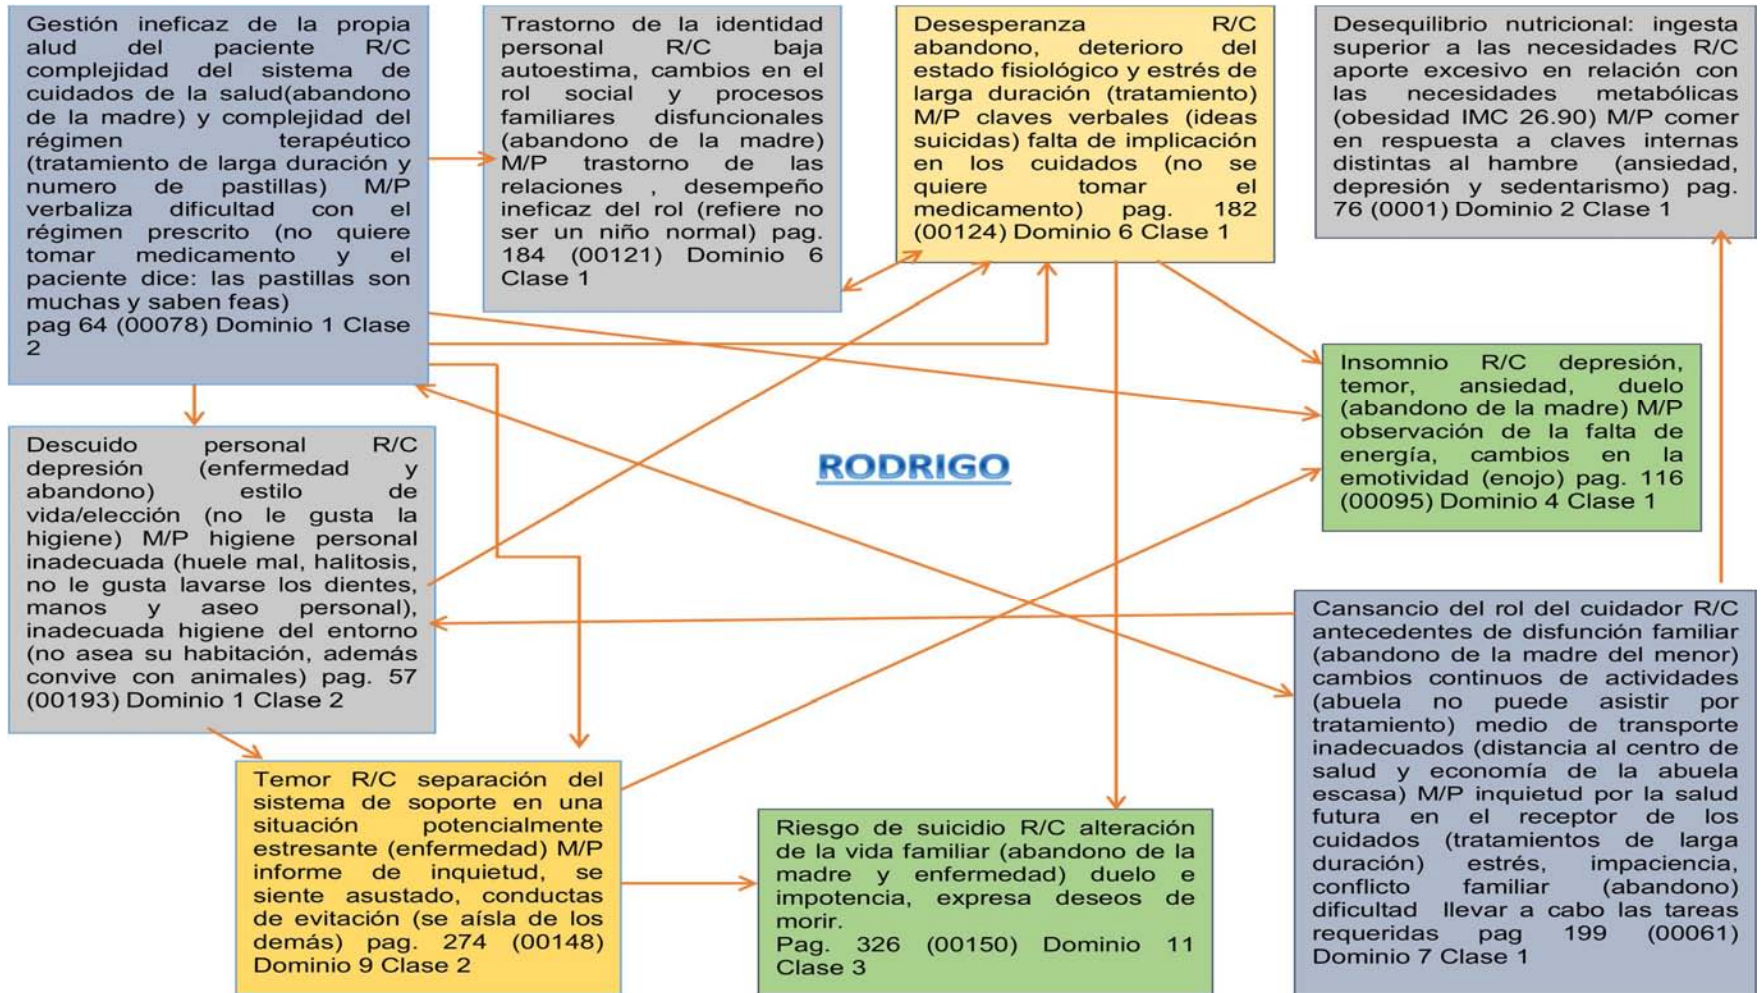 Gestión ineficaz de la propia
alud del paciente R/C
complejidad del sistema de
cuidados de la salud(abandono
de la madre) y complejidad del
régimen terapéutico
(tratamiento de larga duración y
numero de pastillas) M/P
verbaliza dificultad con el
régimen prescrito (no quiere
tomar medicamento y el
paciente dice: las pastillas son
muchas y saben feas)
pag 64 (00078) Dominio 1 Clase
2
Trastorno de la identidad
personal R/C baja
autoestima, cambios en el
rol social y procesos
familiares disfuncionales
(abandono de la madre)
M/P trastorno de las
relaciones , desempeño
ineficaz del rol (refiere no
ser un niño normal) pag.
184 (00121) Dominio 6
Clase 1
Desesperanza R/C
abandono, deterioro del
estado fisiológico y estrés de
larga duración (tratamiento)
M/P claves verbales (ideas
suicidas) falta de implicación
en los cuidados (no se
quiere tomar el
medicamento) pag. 182
(00124) Dominio 6 Clase 1
Desequilibrio nutricional: ingesta
superior a las necesidades R/C
aporte excesivo en relación con
las necesidades metabólicas
(obesidad IMC 26.90) M/P comer
en respuesta a claves internas
distintas al hambre (ansiedad,
depresión y sedentarismo) pag.
76 (0001) Dominio 2 Clase 1
Insomnio R/C depresión,
temor, ansiedad, duelo
(abandono de la madre) M/P
observación de la falta de
energía, cambios en la
emotividad (enojo) pag. 116
(00095) Dominio 4 Clase 1
RODRIGO
Descuido personal R/C
depresión (enfermedad y
abandono) estilo de
vida/elección (no le gusta la
higiene) M/P higiene personal
inadecuada (huele mal, halitosis,
no le gusta lavarse los dientes,
manos y aseo personal),
inadecuada higiene del entorno
(no asea su habitación, además
convive con animales) pag. 57
(00193) Dominio 1 Clase 2
Cansancio del rol del cuidador R/C
antecedentes de disfunción familiar
(abandono de la madre del menor)
cambios continuos de actividades
(abuela no puede asistir por
tratamiento) medio de transporte
inadecuados (distancia al centro de
salud y economía de la abuela
escasa) M/P inquietud por la salud
futura en el receptor de los
cuidados (tratamientos de larga
duración) estrés, impaciencia,
conflicto familiar (abandono)
dificultad llevar a cabo las tareas
requeridas pag 199 (00061)
Dominio 7 Clase 1
Temor R/C separación del
sistema de soporte en una
situación potencialmente
estresante (enfermedad) M/P
informe de inquietud, se
siente asustado, conductas
de evitación (se aísla de los
demás) pag. 274 (00148)
Dominio 9 Clase 2
Riesgo de suicidio R/C alteración
de la vida familiar (abandono de la
madre y enfermedad) duelo e
impotencia, expresa deseos de
morir.
Pag. 326 (00150) Dominio 11
Clase 3